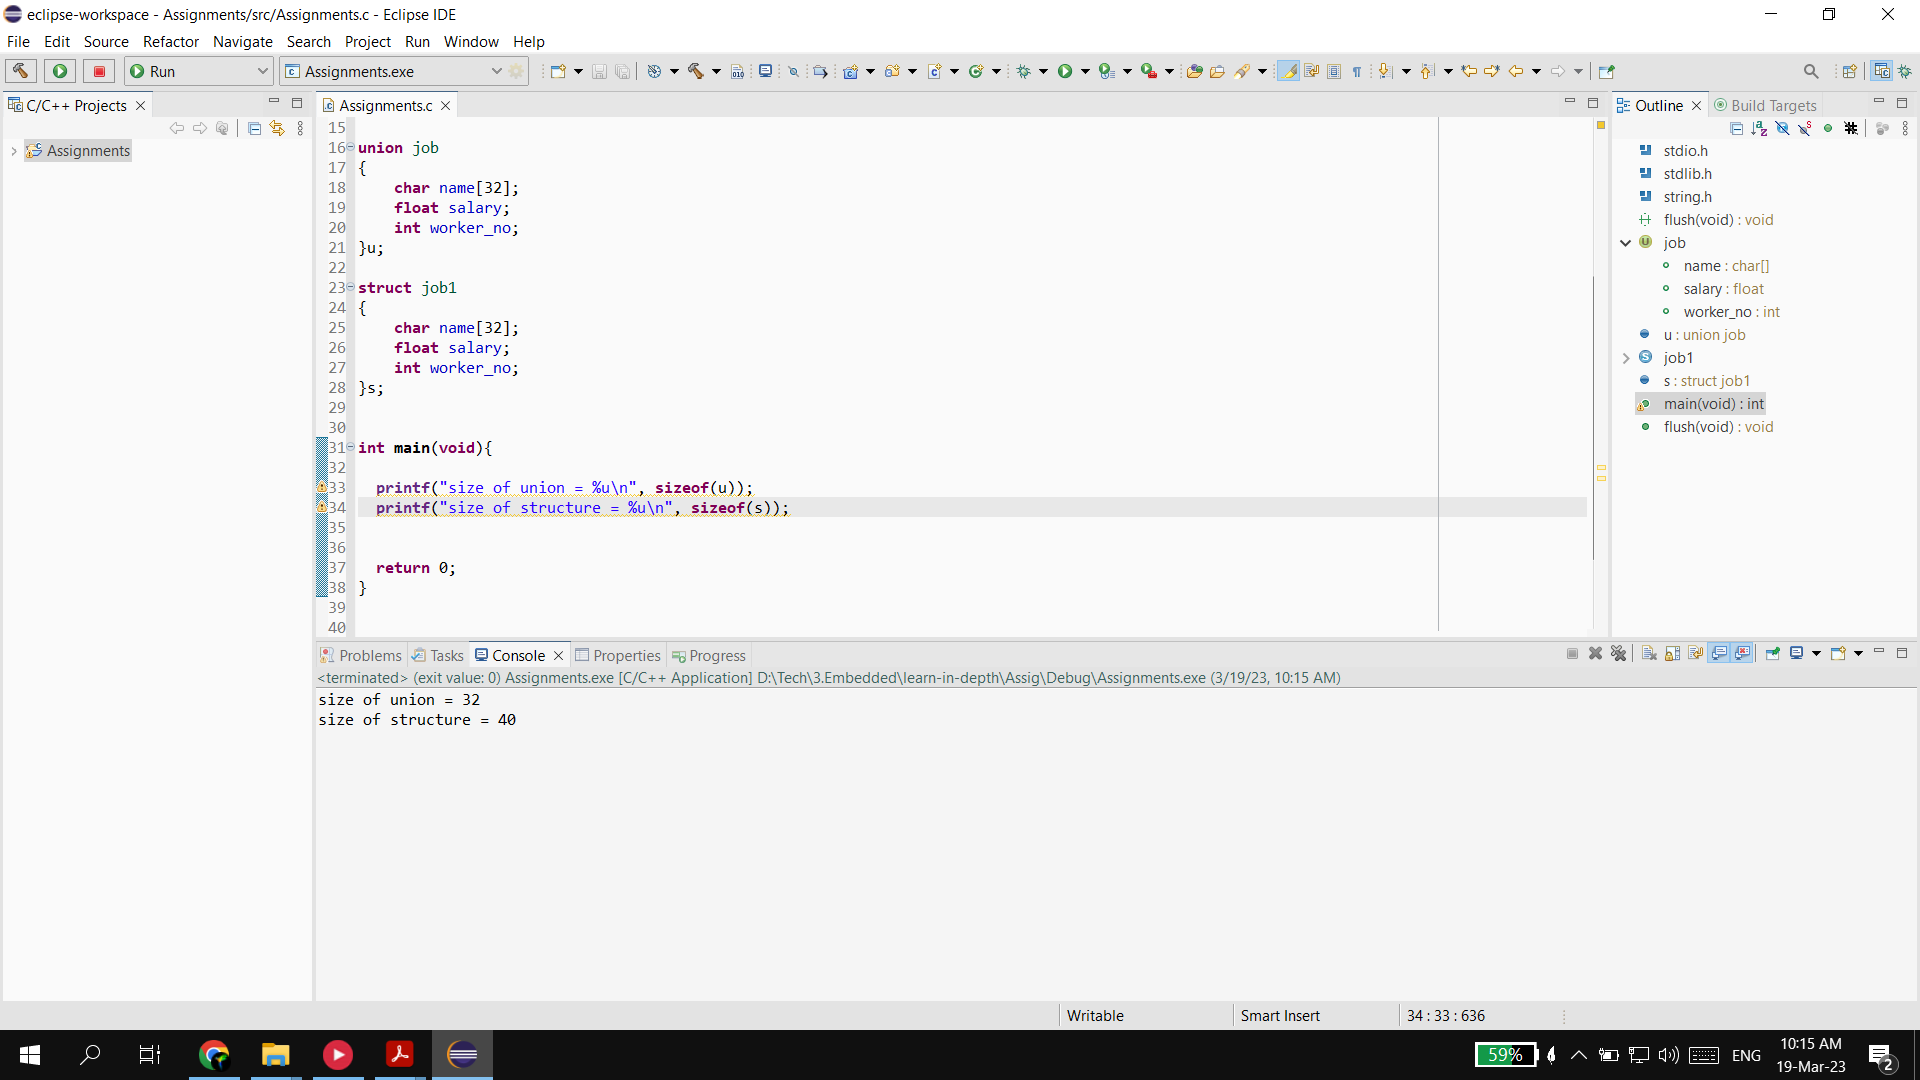 eclipse-workspace - Assignments/src/Assignments.c - Eclipse IDE
File Edit Source Refactor Navigate Search Project Run Window Help
Run Assignments.exe
C/C++ Projects
Assignments
Assignments.c
15
16 union job
17 {
18 char name[32];
19 float salary;
20 int worker_no;
21 }u;
22
23 struct job1
24 {
25 char name[32];
26 float salary;
27 int worker_no;
28 }s;
29
30
31 int main(void){
32
33 printf("size of union = %u\n", sizeof(u));
34 printf("size of structure = %u\n", sizeof(s));
35
36
37 return 0;
38 }
39
40
Outline Build Targets
stdio.h
stdlib.h
string.h
flush(void) : void
job
name : char[]
salary : float
worker_no : int
u : union job
job1
s : struct job1
main(void) : int
flush(void) : void
Problems Tasks Console Properties Progress
<terminated> (exit value: 0) Assignments.exe [C/C++ Application] D:\Tech\3.Embedded\learn-in-depth\Assig\Debug\Assignments.exe (3/19/23, 10:15 AM)
size of union = 32
size of structure = 40
Writable Smart Insert 34 : 33 : 636
59% ENG 10:15 AM
19-Mar-23
2